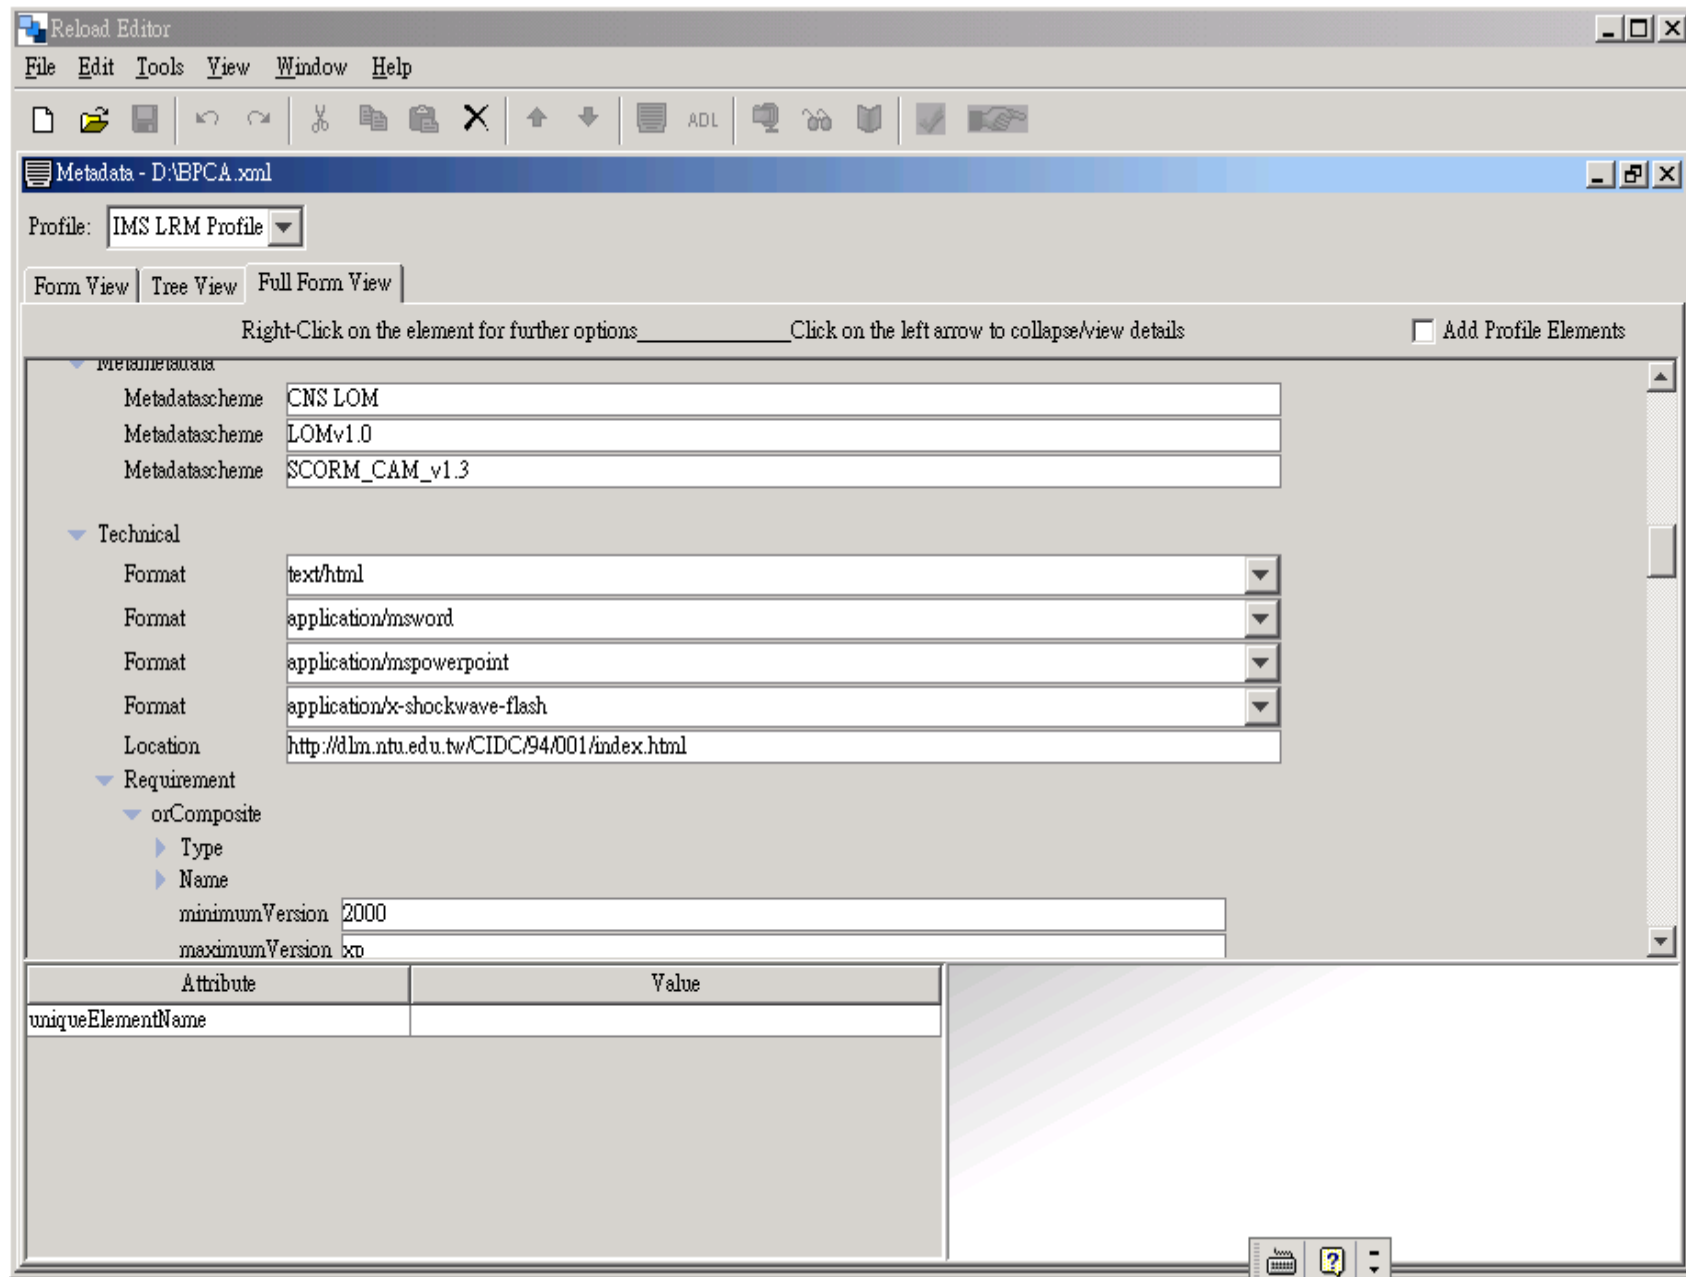 Reload Editor
File Edit Tools View Window Help
ADL
Metadata - D:\BPCA.xml
Profile: IMS LRM Profile
Form View Tree View Full Form View
Right-Click on the element for further options______________Click on the left arrow to collapse/view details Add Profile Elements
Metametadata
Metadatascheme CNS LOM
Metadatascheme LOMv1.0
Metadatascheme SCORM_CAM_v1.3
Technical
Format text/html
Format application/msword
Format application/mspowerpoint
Format application/x-shockwave-flash
Location http://dlm.ntu.edu.tw/CIDC/94/001/index.html
Requirement
orComposite
Type
Name
minimumVersion 2000
maximumVersion xp
Attribute Value
uniqueElementName